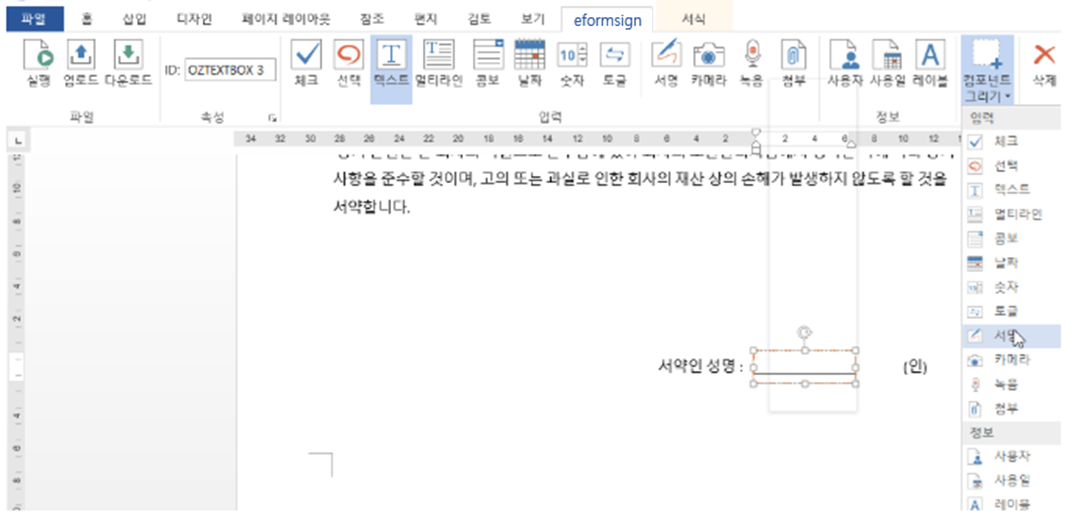 파일 홈 삽입 디자인 페이지 레이아웃 참조 편지 검토 보기 eformsign 서식
실행 업로드 다운로드
ID: OZTEXTBOX 3
체크 선택 텍스트 멀티라인 콤보 날짜 숫자 토글 서명 카메라 녹음 첨부 사용자 사용일 레이블
컴포넌트
그리기
삭제
파일 속성 입력 정보
34 32 30 28 26 24 22 20 18 16 14 12 10 8 6 4 2 2 4 6 8 10 12
사항을 준수할 것이며, 고의 또는 과실로 인한 회사의 재산 상의 손해가 발생하지 않도록 할 것을
서약합니다.
서약인 성명 : (인)
입력
체크
선택
텍스트
멀티라인
콤보
날짜
숫자
토글
서명
카메라
녹음
첨부
정보
사용자
사용일
레이블